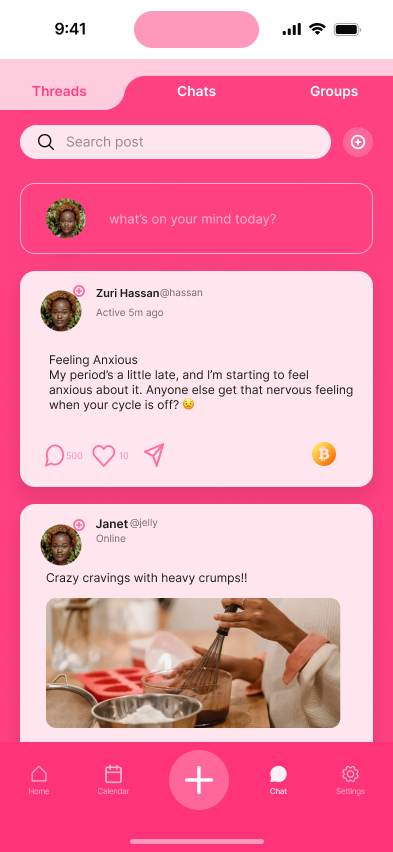 9:41
Threads
Chats
Groups
Search post
what's on your mind today?
Zuri Hassan@hassan
Active 5m ago
Feeling Anxious
My period's a little late, and I'm starting to feel
anxious about it. Anyone else get that nervous feeling
when your cycle is off? 😉
500
10
Janet @jelly
Online
Crazy cravings with heavy crumps!!
Home
Calendar
Chat
Settings